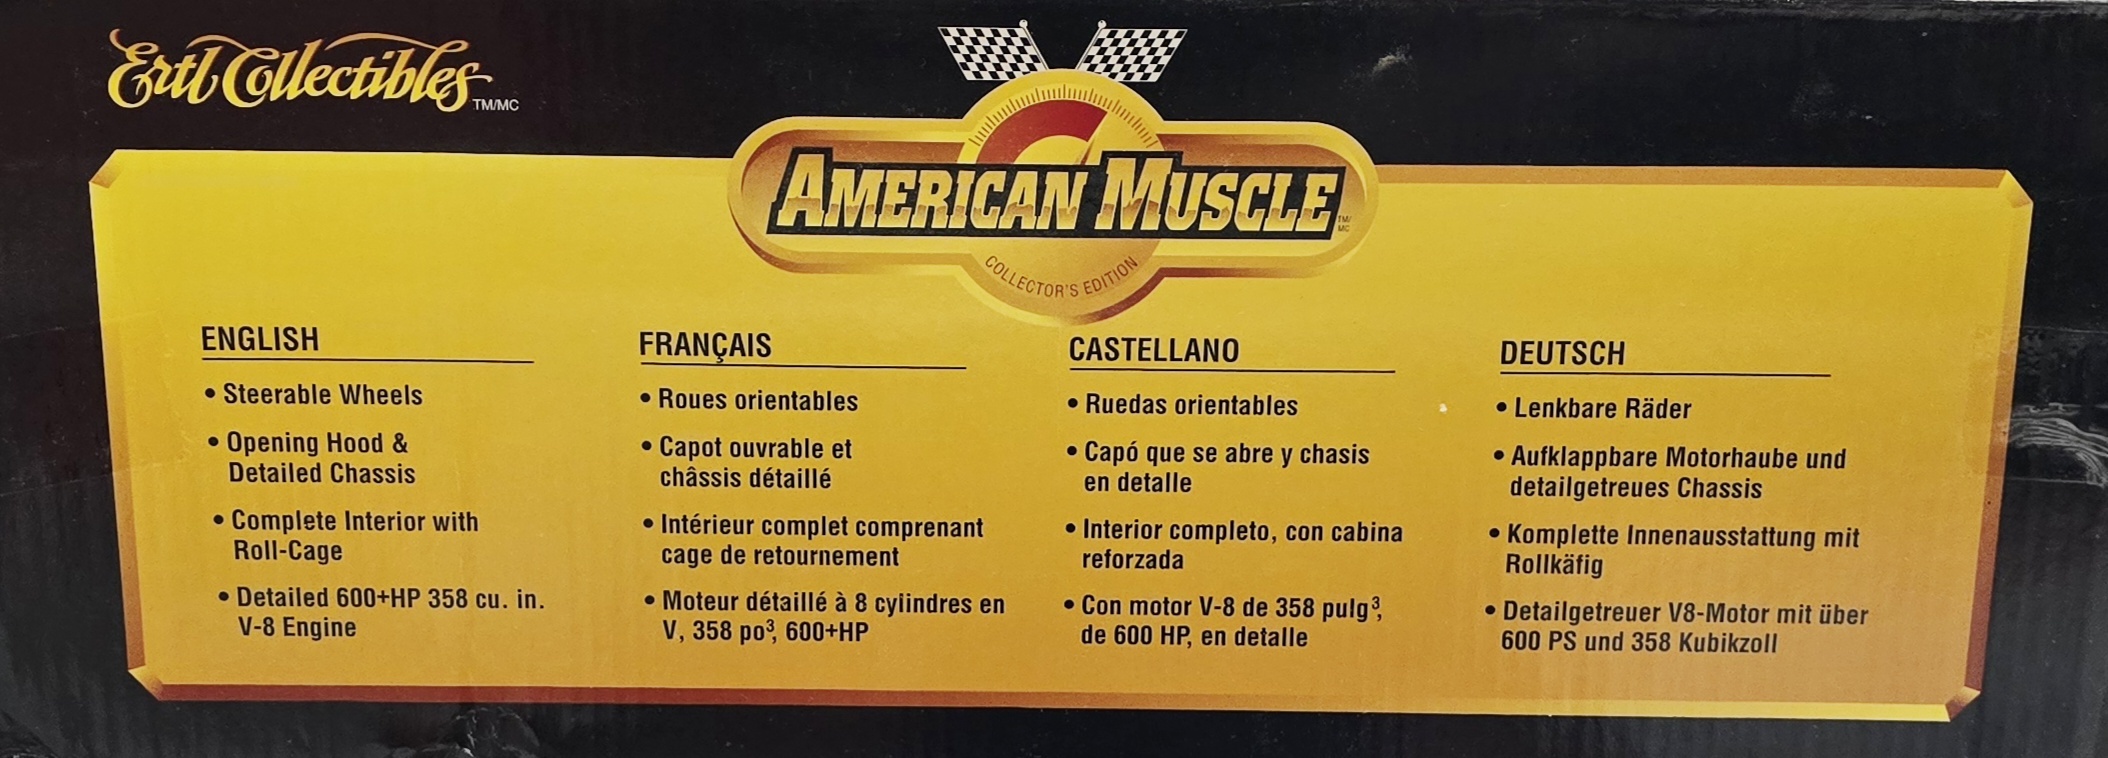 Ertl Collectibles TM/MC
AMERICAN MUSCLE TM/MC
COLLECTOR'S EDITION
ENGLISH
• Steerable Wheels
• Opening Hood &
Detailed Chassis
• Complete Interior with
Roll-Cage
• Detailed 600+HP 358 cu. in.
V-8 Engine
FRANÇAIS
• Roues orientables
• Capot ouvrable et
châssis détaillé
• Intérieur complet comprenant
cage de retournement
• Moteur détaillé à 8 cylindres en
V, 358 po³, 600+HP
CASTELLANO
• Ruedas orientables
• Capó que se abre y chasis
en detalle
• Interior completo, con cabina
reforzada
• Con motor V-8 de 358 pulg³,
de 600 HP, en detalle
DEUTSCH
• Lenkbare Räder
• Aufklappbare Motorhaube und
detailgetreues Chassis
• Komplette Innenausstattung mit
Rollkäfig
• Detailgetreuer V8-Motor mit über
600 PS und 358 Kubikzoll